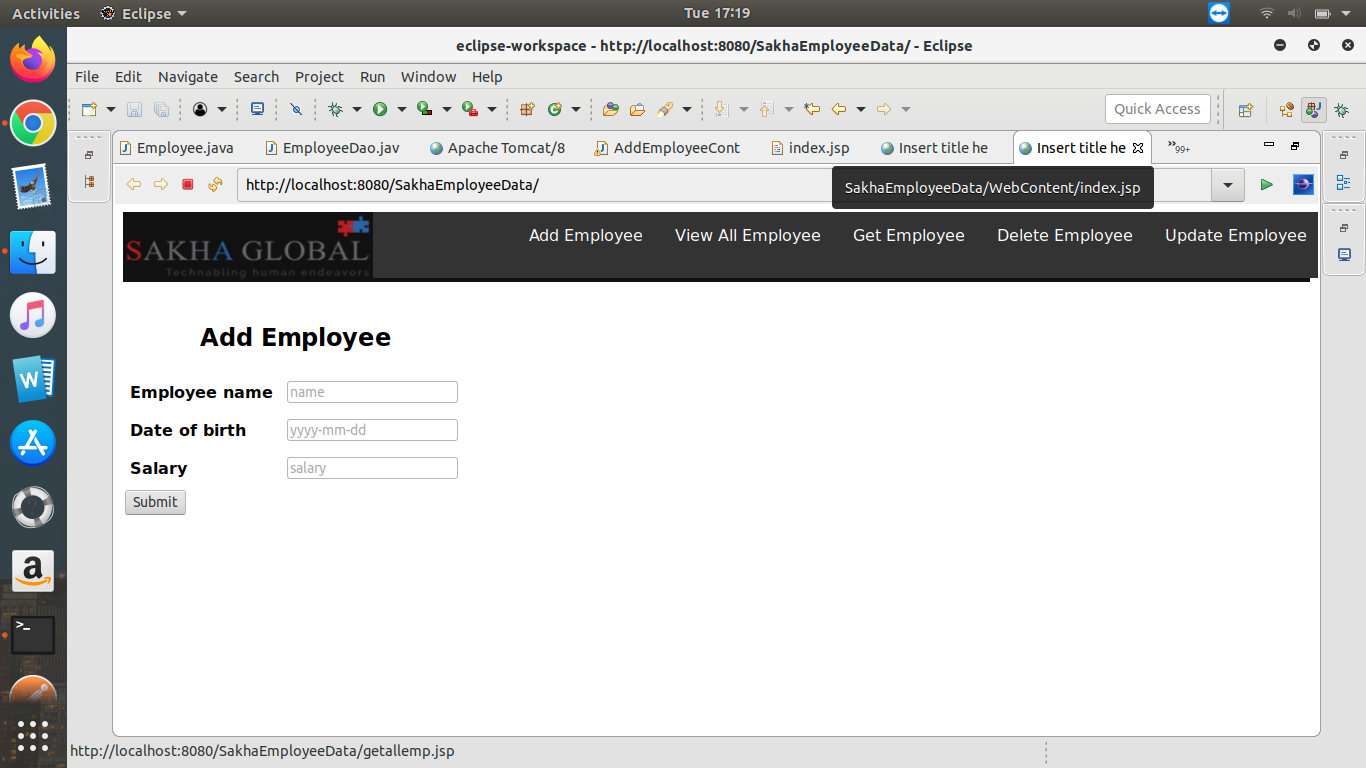 Activities Eclipse Tue 17:19
eclipse-workspace - http://localhost:8080/SakhaEmployeeData/ - Eclipse
File Edit Navigate Search Project Run Window Help
Quick Access
Employee.java EmployeeDao.jav Apache Tomcat/8 AddEmployeeCont index.jsp Insert title he Insert title he »99+
http://localhost:8080/SakhaEmployeeData/
SakhaEmployeeData/WebContent/index.jsp
SAKHA GLOBAL
Technabling human endeavors
Add Employee View All Employee Get Employee Delete Employee Update Employee
Add Employee
Employee name name
Date of birth yyyy-mm-dd
Salary salary
Submit
http://localhost:8080/SakhaEmployeeData/getallemp.jsp